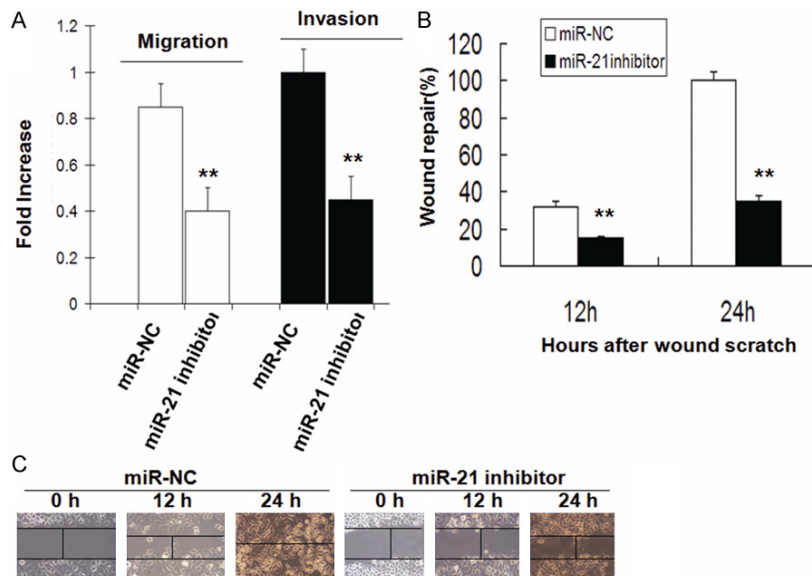 A
Migration
Invasion
Fold Increase
1.2
1
0.8
0.6
0.4
0.2
0
**
**
miR-NC
miR-21 inhibitor
miR-NC
miR-21 inhibitor
B
miR-NC
miR-21inhibitor
Wound repair(%)
120
100
80
60
40
20
0
**
**
12h
24h
Hours after wound scratch
C
miR-NC
miR-21 inhibitor
0 h
12 h
24 h
0 h
12 h
24 h